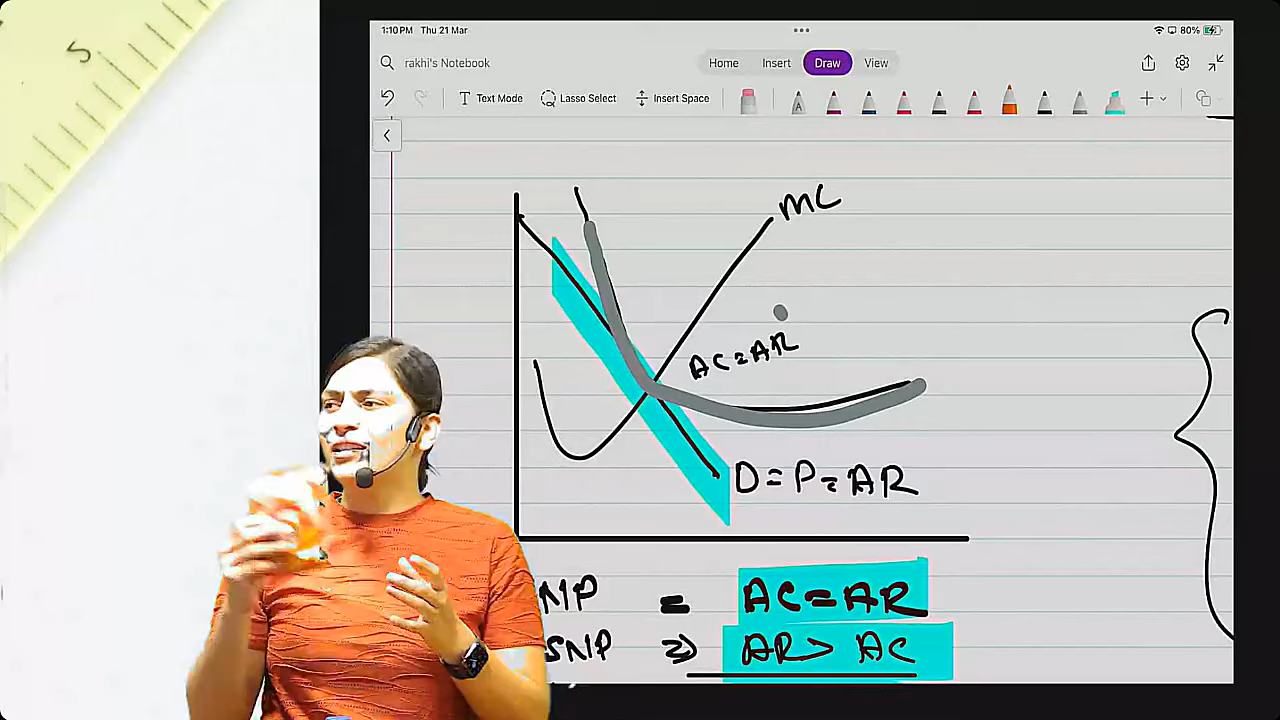 5
1:10 PM Thu 21 Mar
80%
rakhi's Notebook
Home Insert Draw View
Text Mode Lasso Select Insert Space
A
MC
AC=AR
D=P=AR
NP = AC=AR
SNP ⇒ AR> AC